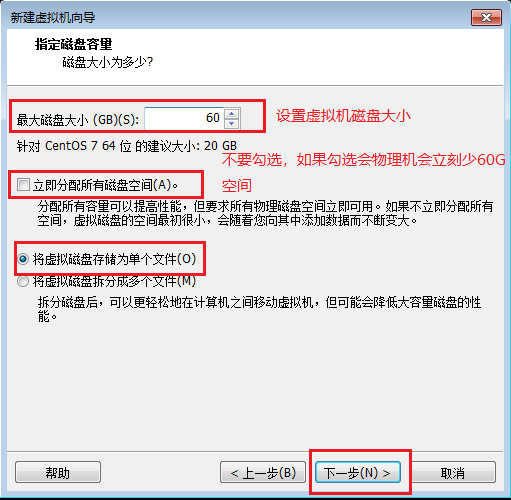 新建虚拟机向导
指定磁盘容量
磁盘大小为多少?
最大磁盘大小 (GB)(S): 60
设置虚拟机磁盘大小
针对 CentOS 7 64 位 的建议大小: 20 GB
不要勾选，如果勾选会物理机会立刻少60G
空间
立即分配所有磁盘空间(A)。
分配所有容量可以提高性能，但要求所有物理磁盘空间立即可用。如果不立即分配所有
空间，虚拟磁盘的空间最初很小，会随着您向其中添加数据而不断变大。
将虚拟磁盘存储为单个文件(O)
将虚拟磁盘拆分成多个文件(M)
拆分磁盘后，可以更轻松地在计算机之间移动虚拟机，但可能会降低大容量磁盘的性
能。
帮助
< 上一步(B)
下一步(N) >
取消